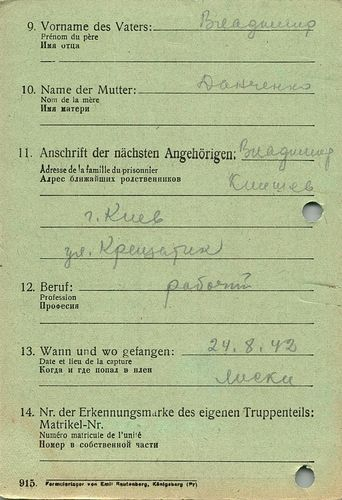 9. Vorname des Vaters: Владимир
Prénom du père
Имя отца
10. Name der Mutter: Данченко
Nom de la mère
Имя матери
11. Anschrift der nächsten Angehörigen: Владимир
Adresse de la famille du prisonnier
Адрес ближайших родственников
г. Киев
ул. Крещатик
12. Beruf: рабочий
Profession
Професия
13. Wann und wo gefangen: 24.8.42
Date et lieu de la capture
Когда и где попал в плен
Лиски
14. Nr. der Erkennungsmarke des eigenen Truppenteils:
Matrikel-Nr.
Numéro matricule de l'unité
Номер в собственной части
915. Formularlager von Emil Rautenberg, Königsberg (Pr)